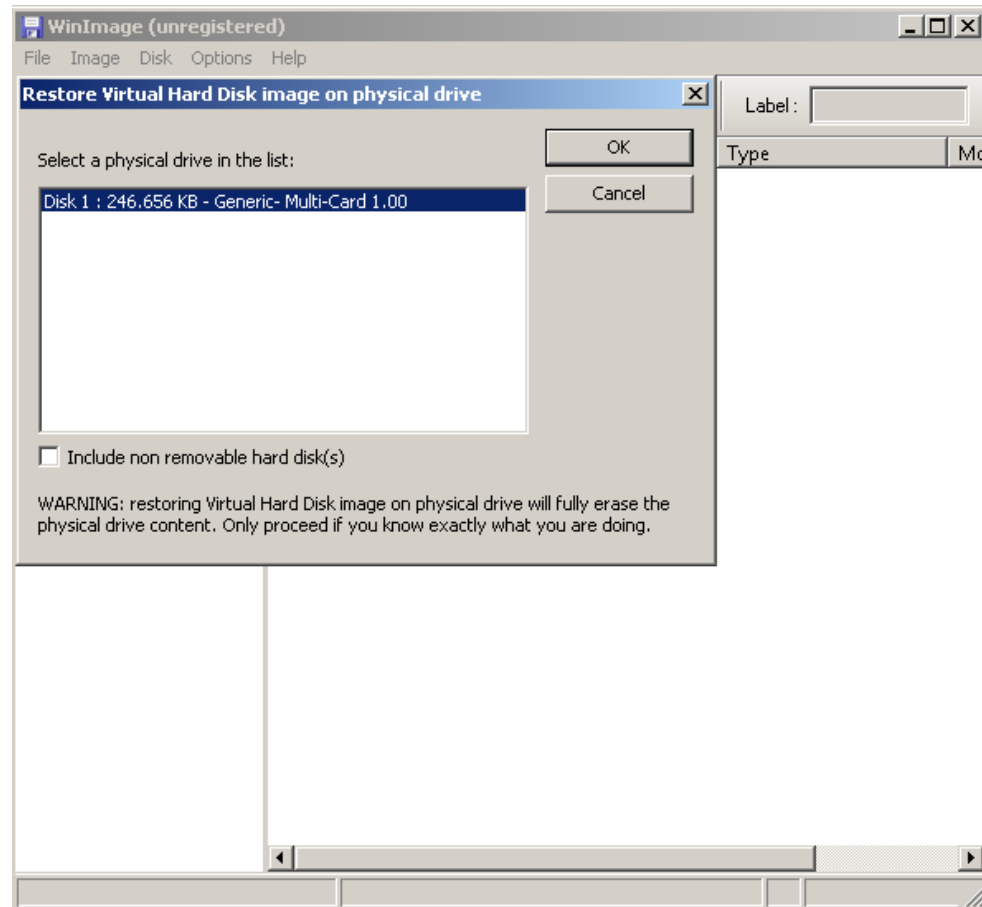 WinImage (unregistered)
File Image Disk Options Help
Restore Virtual Hard Disk image on physical drive
Label :
Select a physical drive in the list:
OK
Cancel
Type
Disk 1 : 246.656 KB - Generic- Multi-Card 1.00
Include non removable hard disk(s)
WARNING: restoring Virtual Hard Disk image on physical drive will fully erase the
physical drive content. Only proceed if you know exactly what you are doing.